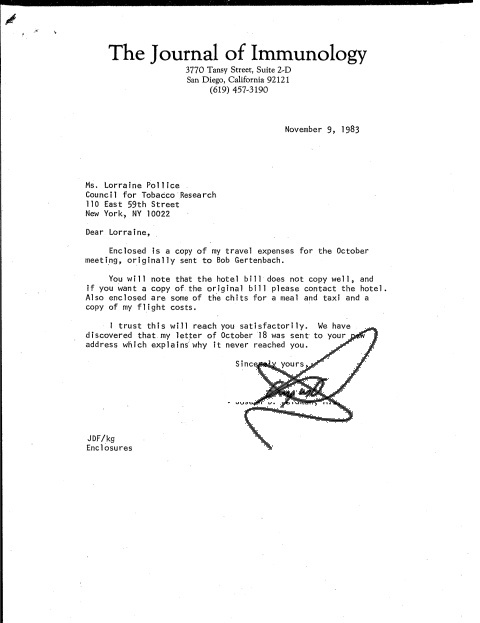 The Journal of Immunology
3770 Tansy Street, Suite 2-D
San Diego, California 92121
(619) 457-3190
November 9, 1983
Ms. Lorraine Pollice
Council for Tobacco Research
110 East 59th Street
New York, NY 10022
Dear Lorraine,
Enclosed is a copy of my travel expenses for the October
meeting, originally sent to Bob Gertenbach.
You will note that the hotel bill does not copy well, and
if you want a copy of the original bill please contact the hotel.
Also enclosed are some of the chits for a meal and taxi and a
copy of my flight costs.
I trust this will reach you satisfactorily. We have
discovered that my letter of October 18 was sent to your new
address which explains why it never reached you.
Sincerely yours,
JDF/kg
Enclosures